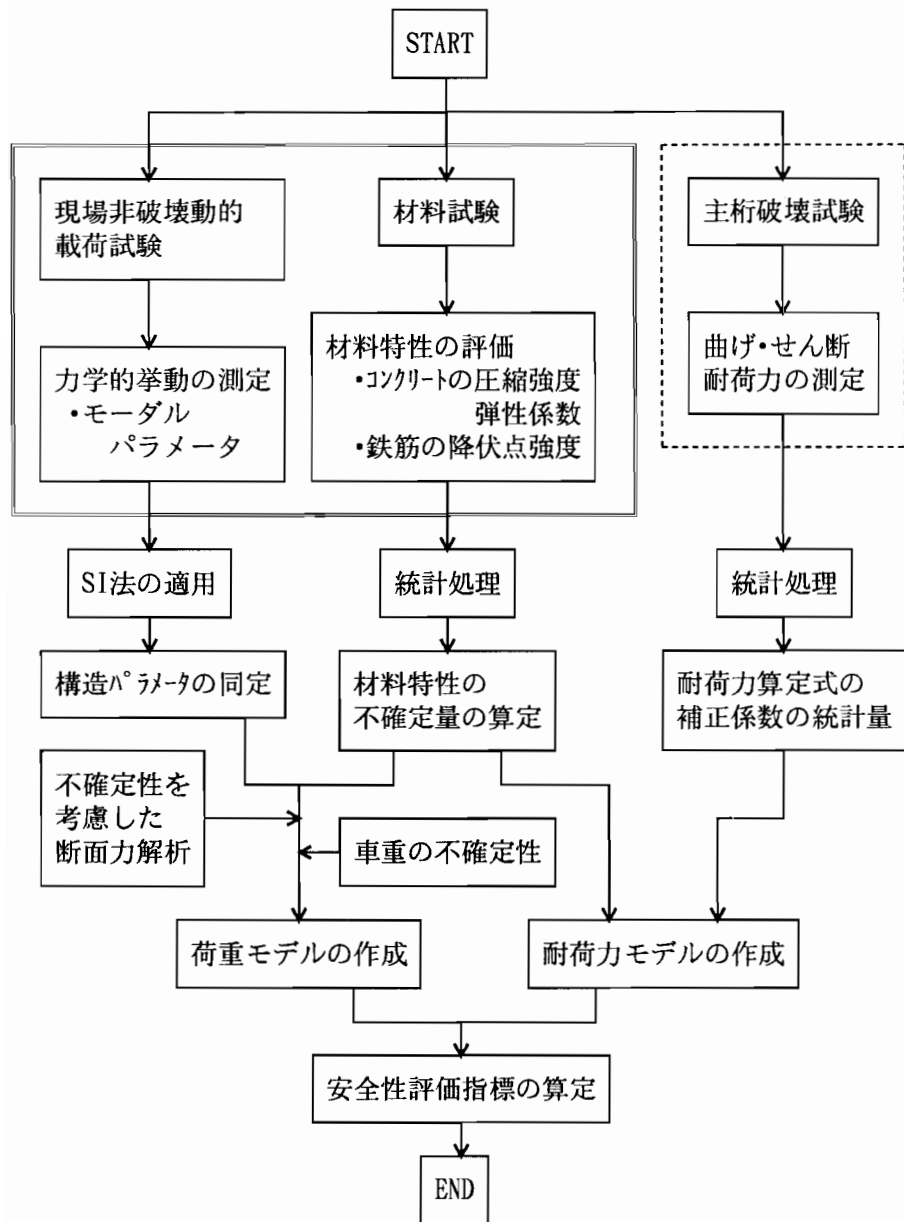 START
現場非破壊動的
載荷試験
材料試験
主桁破壊試験
力学的挙動の測定
・モーダル
パラメータ
材料特性の評価
・ｺﾝｸﾘｰﾄの圧縮強度
弾性係数
・鉄筋の降伏点強度
曲げ・せん断
耐荷力の測定
SI法の適用
統計処理
統計処理
構造ﾊﾟﾗﾒｰﾀの同定
材料特性の
不確定量の算定
耐荷力算定式の
補正係数の統計量
不確定性を
考慮した
断面力解析
車重の不確定性
荷重モデルの作成
耐荷力モデルの作成
安全性評価指標の算定
END